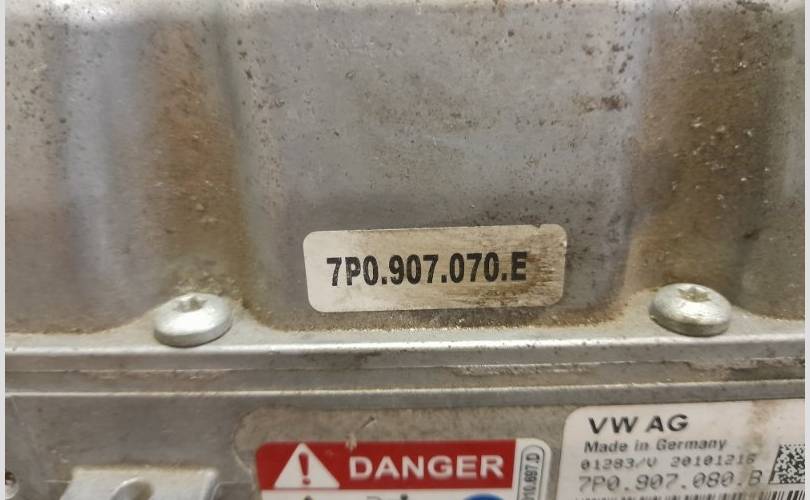 7P0.907.070.E
DANGER
VW AG
Made in Germany
01283/V 20101216
7P0.907.080.B